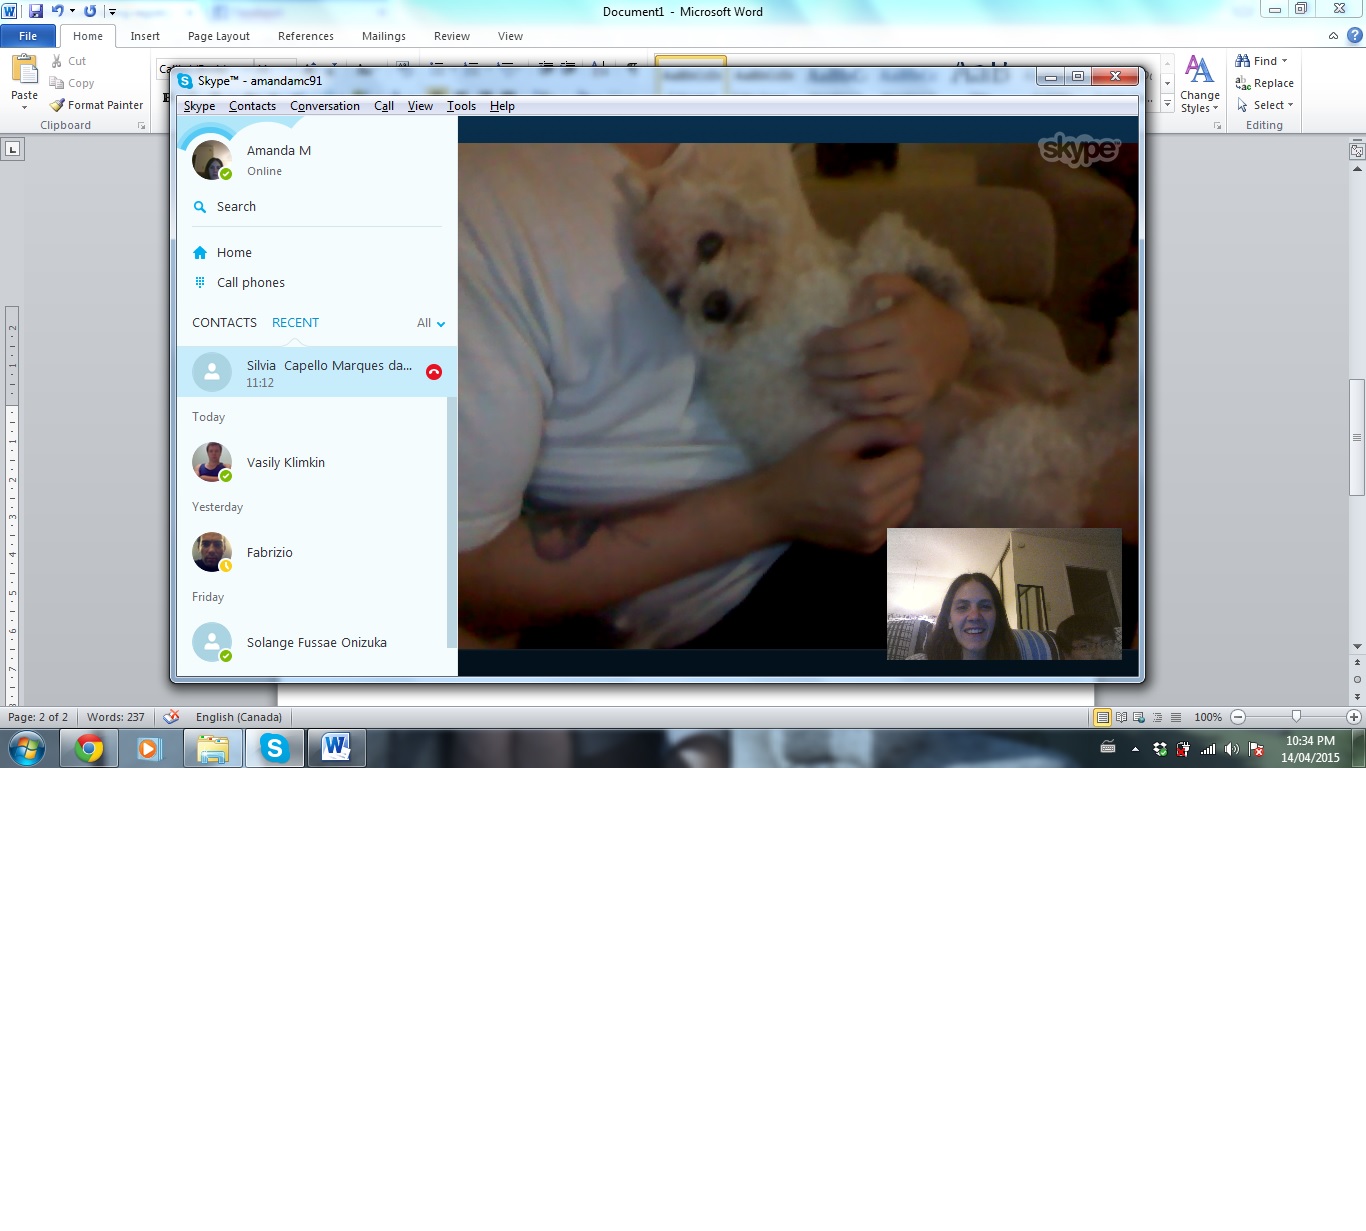 Document1 - Microsoft Word
File Home Insert Page Layout References Mailings Review View
Paste
Cut
Copy
Format Painter
Clipboard
Change Styles
Find
Replace
Select
Editing
Skype™ - amandamc91
Skype Contacts Conversation Call View Tools Help
Amanda M
Online
Search
Home
Call phones
CONTACTS RECENT All
Silvia Capello Marques da...
11:12
Today
Vasily Klimkin
Yesterday
Fabrizio
Friday
Solange Fussae Onizuka
skype
Page: 2 of 2 Words: 237 English (Canada) 100%
10:34 PM
14/04/2015